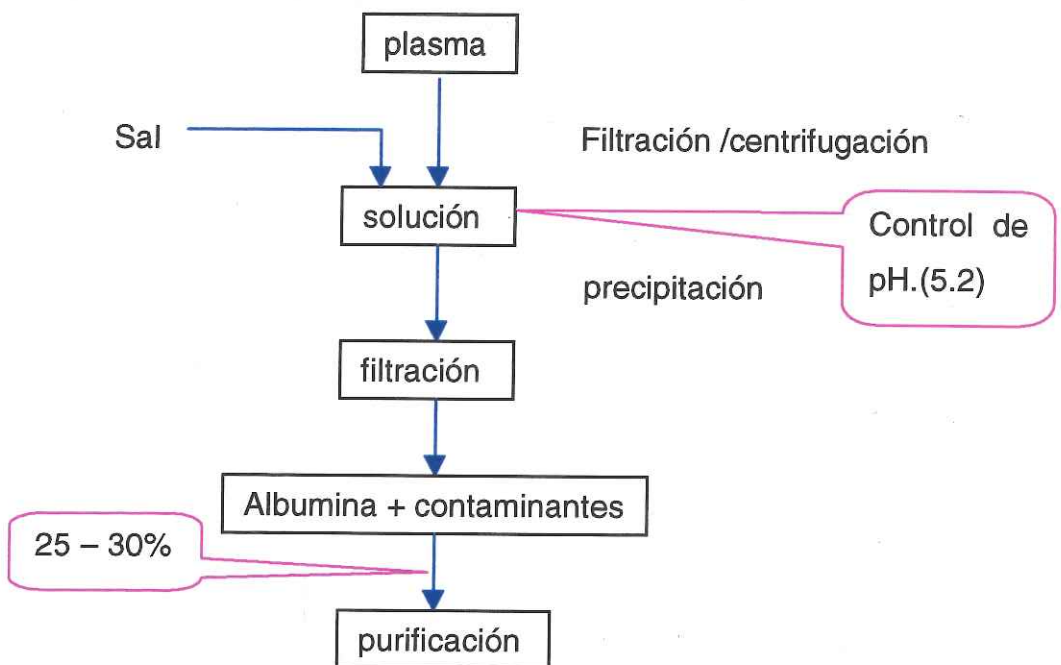 plasma
Sal
Filtración /centrifugación
solución
Control de
pH.(5.2)
precipitación
filtración
Albumina + contaminantes
25 – 30%
purificación